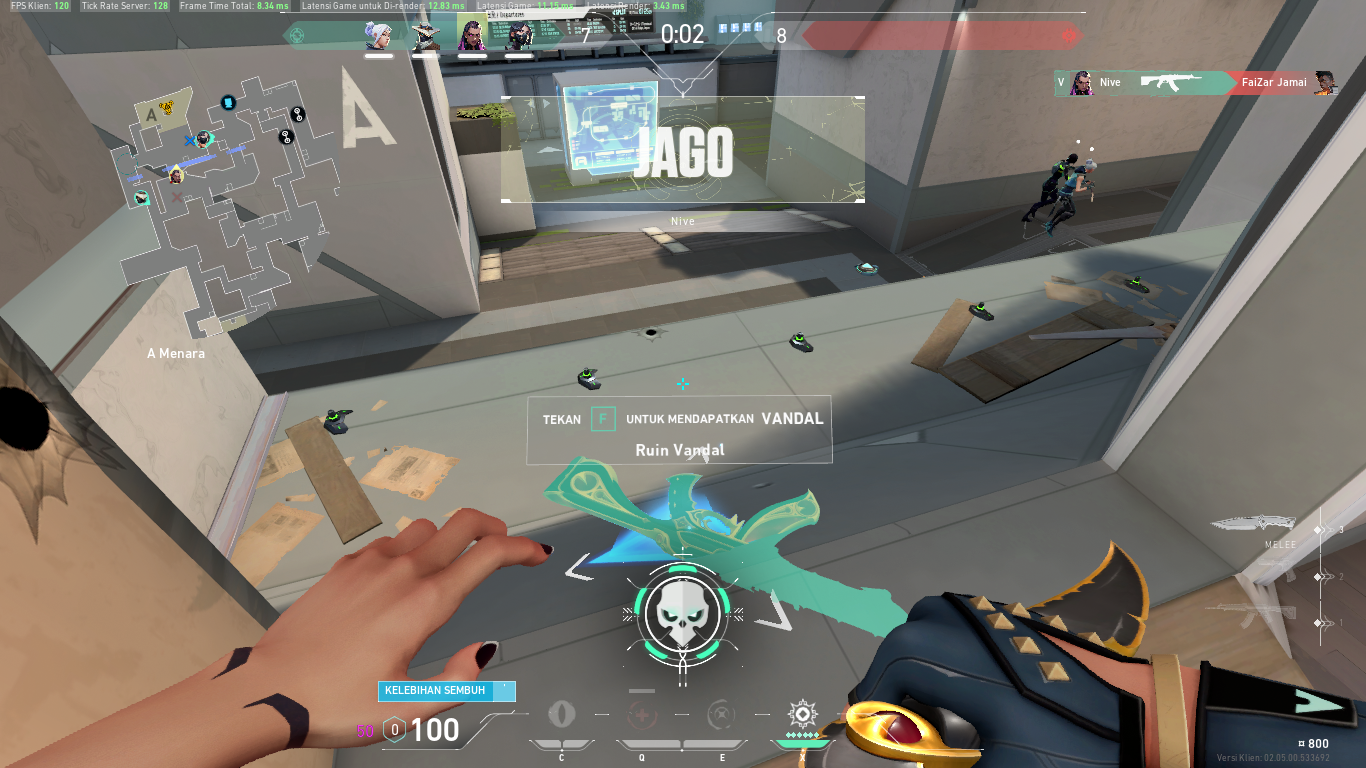 FPS Klien: 120 Tick Rate Server: 128 Frame Time Total: 8.34 ms Latensi Game untuk Di-render: 12.83 ms Latensi Game: 11.15 ms Latensi Render: 3.43 ms
7 0:02 8
V Nive FaiZar Jamai
A
A
JAGO
Nive
A Menara
TEKAN F UNTUK MENDAPATKAN VANDAL
Ruin Vandal
3
MELEE
2
1
KELEBIHAN SEMBUH
50 0 100
C Q E X
¤ 800
Versi Klien: 02.05.00.533692